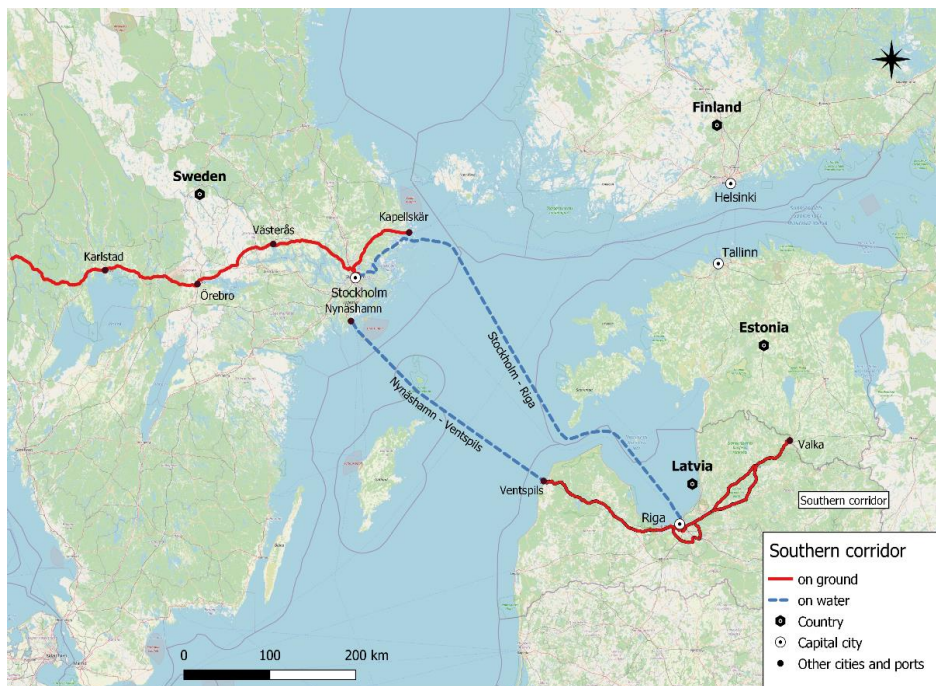 Finland
Helsinki
Sweden
Kapellskär
Västerås
Karlstad
Örebro
Stockholm
Nynäshamn
Tallinn
Estonia
Stockholm - Riga
Nynäshamn - Ventspils
Valka
Latvia
Ventspils
Riga
Southern corridor
Southern corridor
on ground
on water
Country
Capital city
Other cities and ports
0 100 200 km